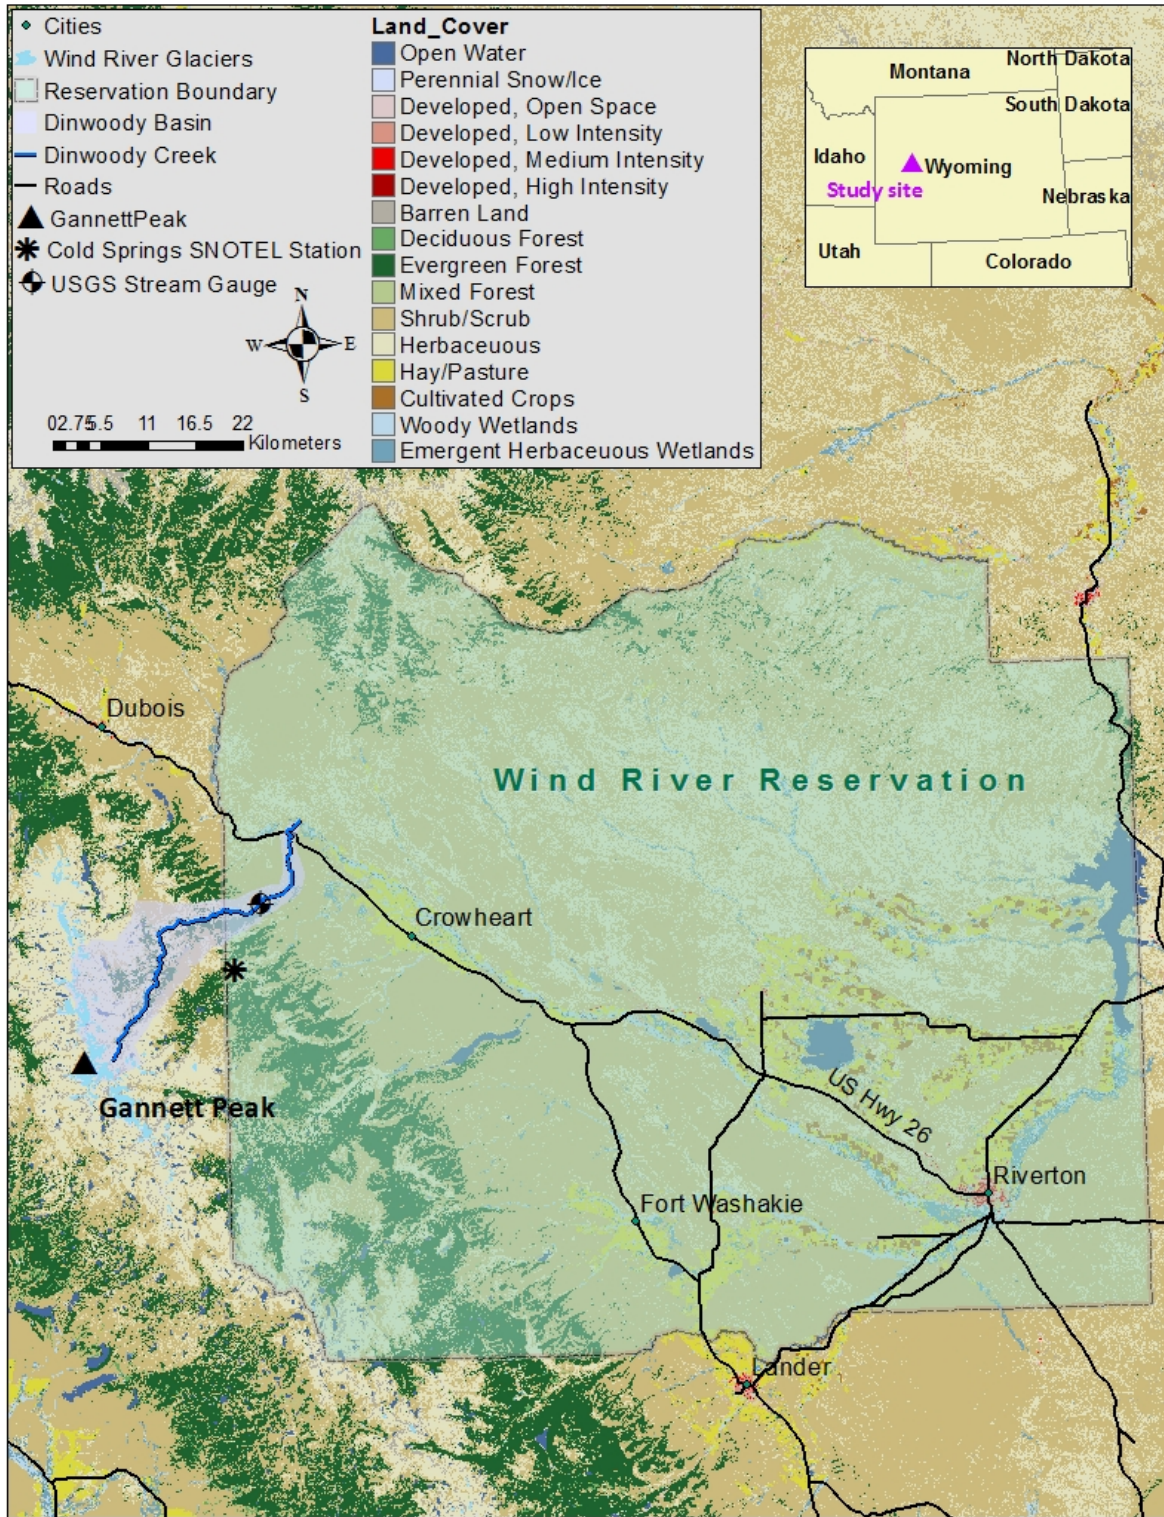 Cities
Wind River Glaciers
Reservation Boundary
Dinwoody Basin
Dinwoody Creek
Roads
GannettPeak
Cold Springs SNOTEL Station
USGS Stream Gauge
N
W
E
S
02.755.5 11 16.5 22
Kilometers
Land_Cover
Open Water
Perennial Snow/Ice
Developed, Open Space
Developed, Low Intensity
Developed, Medium Intensity
Developed, High Intensity
Barren Land
Deciduous Forest
Evergreen Forest
Mixed Forest
Shrub/Scrub
Herbaceuous
Hay/Pasture
Cultivated Crops
Woody Wetlands
Emergent Herbaceuous Wetlands
North Dakota
Montana
South Dakota
Idaho
Wyoming
Study site
Nebraska
Utah
Colorado
Dubois
Wind River Reservation
Crowheart
Gannett Peak
US Hwy 26
Riverton
Fort Washakie
Lander